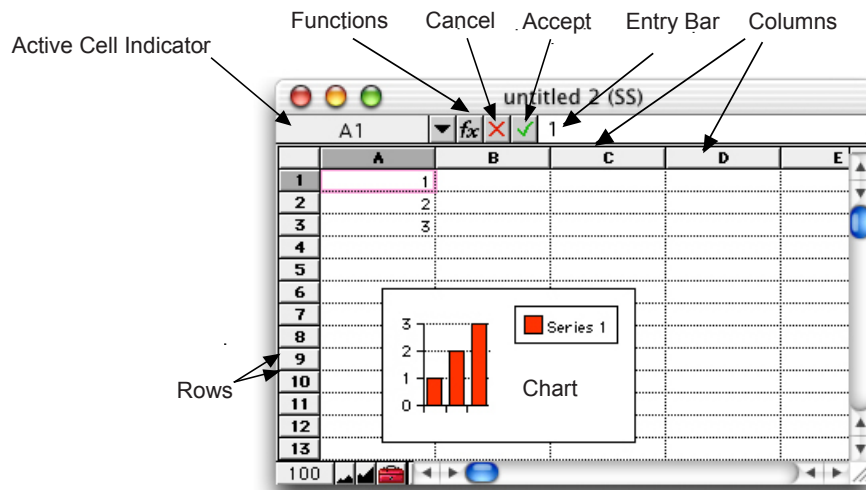 Functions Cancel Accept Entry Bar Columns
Active Cell Indicator
untitled 2 (SS)
A1 fx 1
A B C D E
1 1
2 2
3 3
4
5
6
7
8
9
10
11
12
13
Rows
3
2
1
0
Series 1
Chart
100